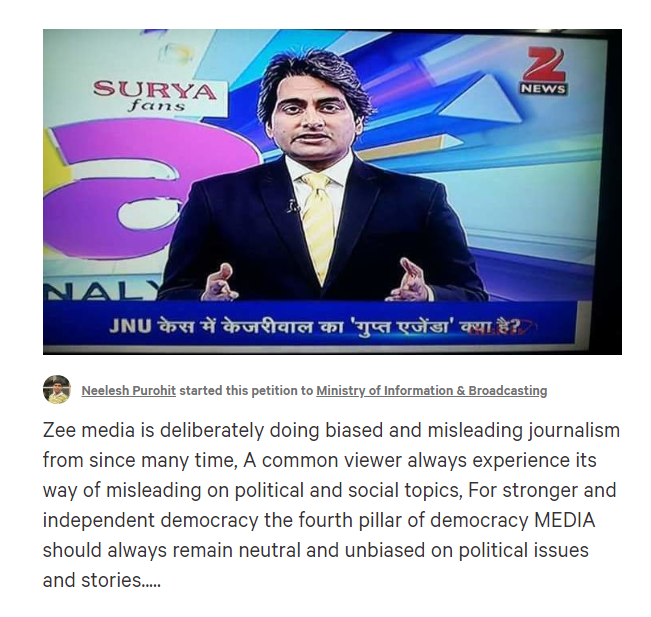 SURYA
fans
Z
NEWS
NALY
JNU केस में केजरीवाल का 'गुप्त एजेंडा' क्या है?
Neelesh Purohit started this petition to Ministry of Information & Broadcasting
Zee media is deliberately doing biased and misleading journalism
from since many time, A common viewer always experience its
way of misleading on political and social topics, For stronger and
independent democracy the fourth pillar of democracy MEDIA
should always remain neutral and unbiased on political issues
and stories.....